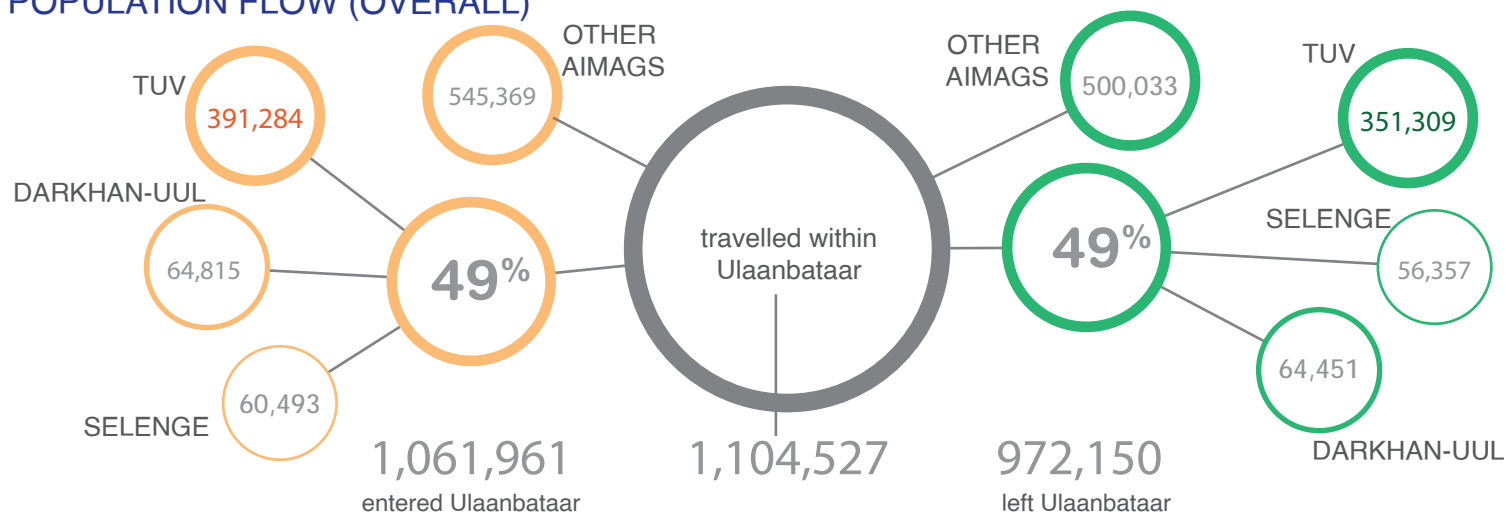 POPULATION FLOW (OVERALL)
TUV
391,284
OTHER
AIMAGS
545,369
DARKHAN-UUL
64,815
49%
SELENGE
60,493
travelled within
Ulaanbataar
OTHER
AIMAGS
500,033
TUV
351,309
49%
SELENGE
56,357
64,451
DARKHAN-UUL
1,061,961
entered Ulaanbataar
1,104,527
972,150
left Ulaanbataar